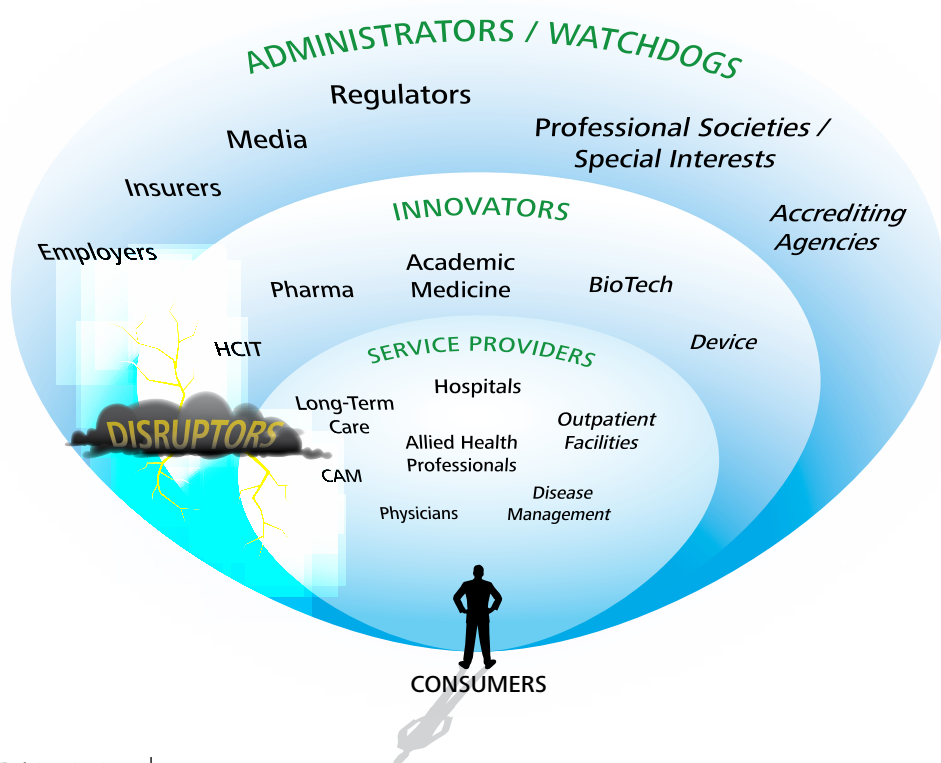 ADMINISTRATORS / WATCHDOGS
Regulators
Media
Professional Societies /
Special Interests
Insurers
Accrediting
Agencies
Employers
INNOVATORS
Academic
Medicine
Pharma
BioTech
HCIT
Device
SERVICE PROVIDERS
Hospitals
Long-Term
Care
Outpatient
Facilities
Allied Health
Professionals
DISRUPTORS
CAM
Disease
Management
Physicians
CONSUMERS